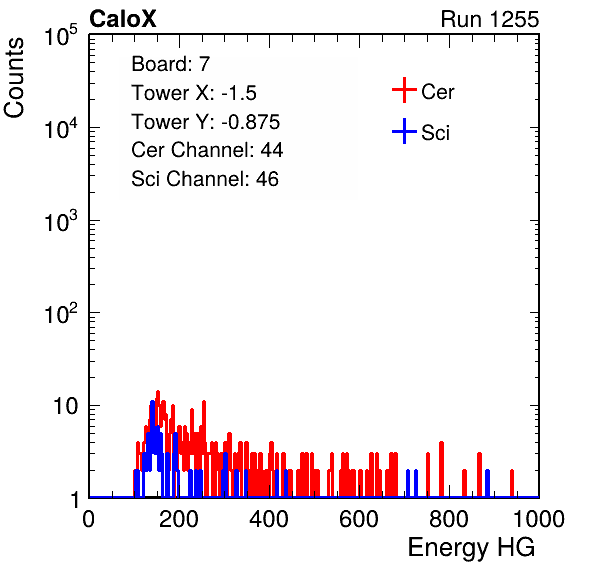 CaloX Run 1255
Counts
Board: 7
Tower X: -1.5
Tower Y: -0.875
Cer Channel: 44
Sci Channel: 46
Cer
Sci
10^5
10^4
10^3
10^2
10
1
0 200 400 600 800 1000
Energy HG